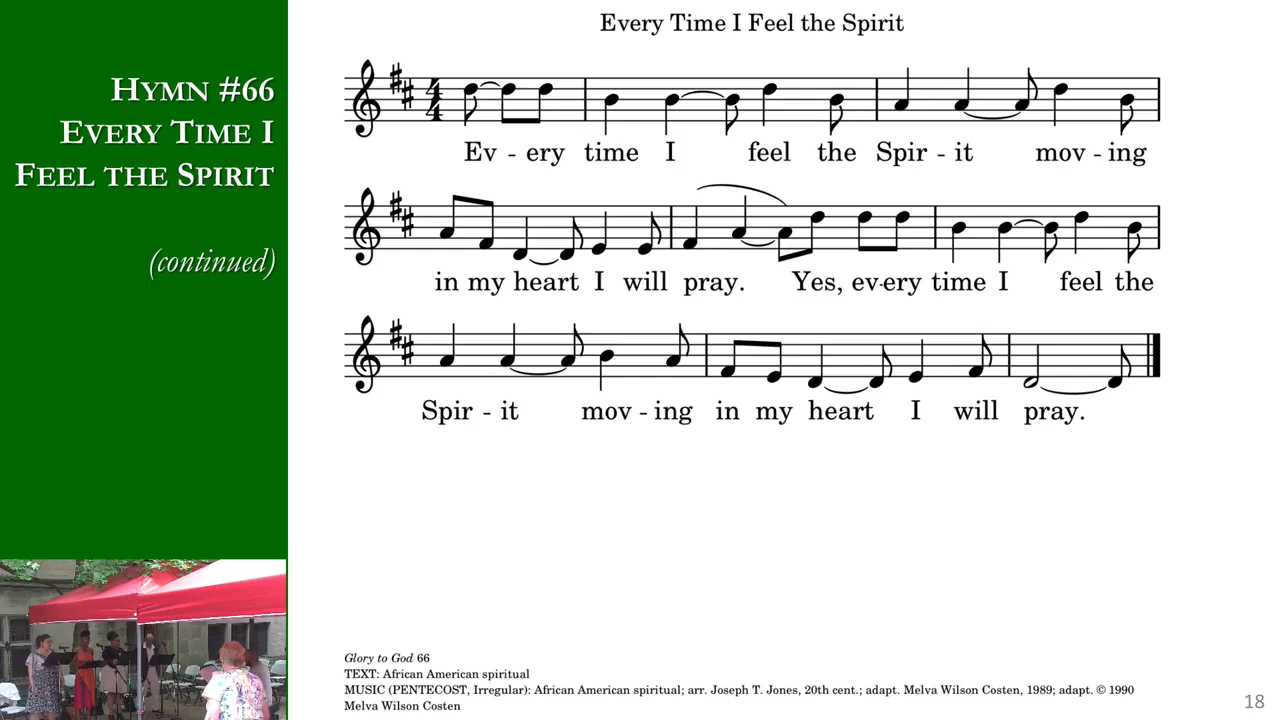 HYMN #66
EVERY TIME I
FEEL THE SPIRIT
(continued)
Every Time I Feel the Spirit
Ev - ery time I feel the Spir - it mov - ing
in my heart I will pray. Yes, ev-ery time I feel the
Spir - it mov - ing in my heart I will pray.
Glory to God 66
TEXT: African American spiritual
MUSIC (PENTECOST, Irregular): African American spiritual; arr. Joseph T. Jones, 20th cent.; adapt. Melva Wilson Costen, 1989; adapt. © 1990
Melva Wilson Costen
18